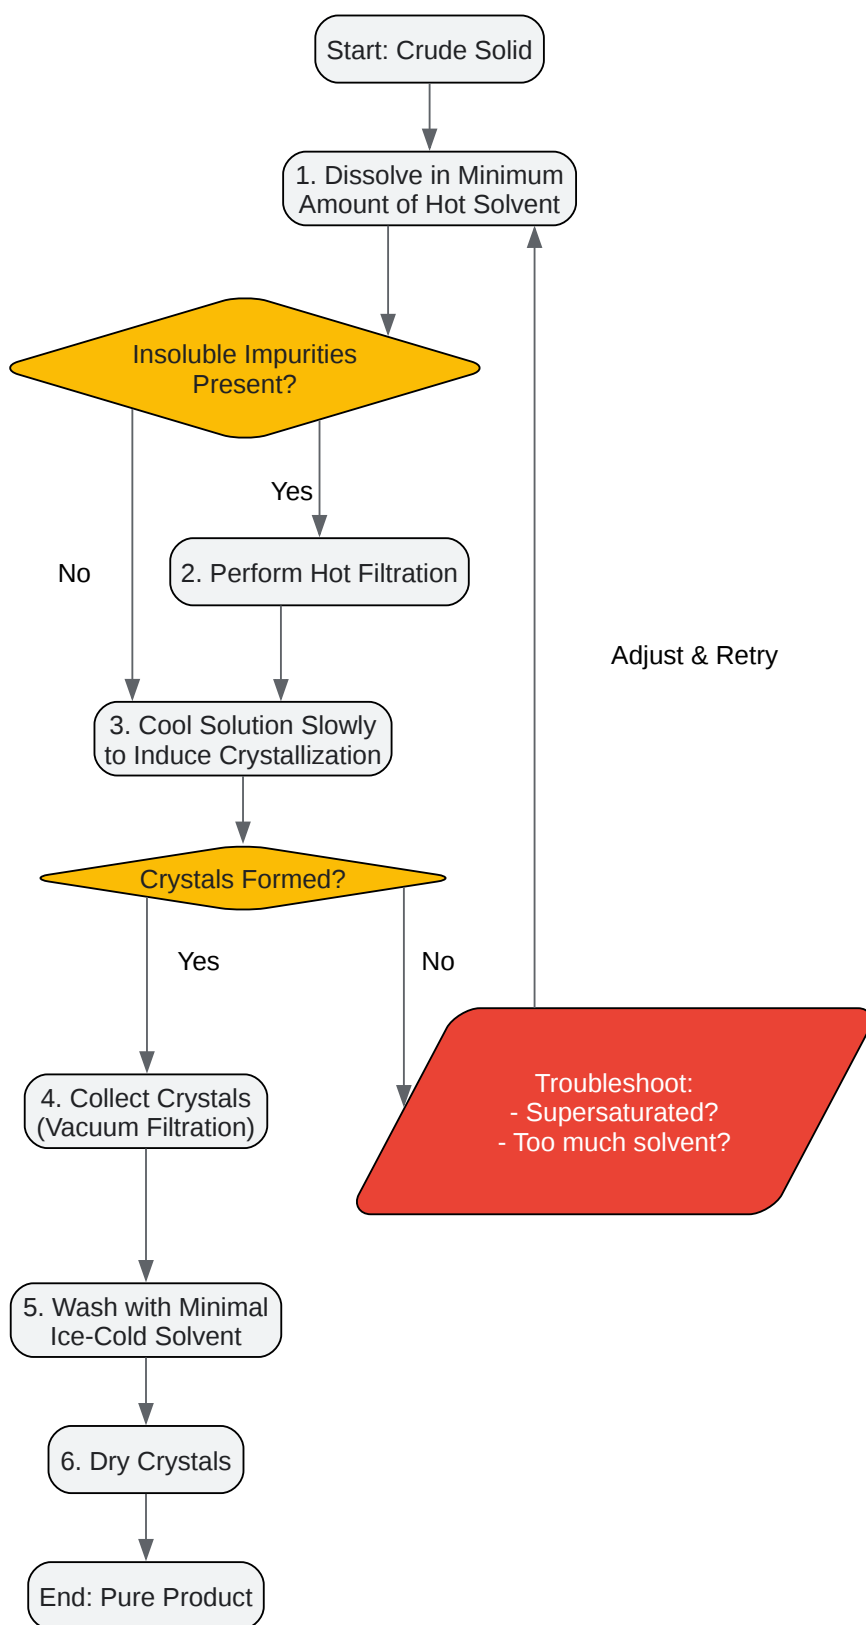 Start: Crude Solid
1. Dissolve in Minimum
Amount of Hot Solvent
Insoluble Impurities
Present?
Yes
No
2. Perform Hot Filtration
Adjust & Retry
3. Cool Solution Slowly
to Induce Crystallization
Crystals Formed?
Yes
No
Troubleshoot:
- Supersaturated?
- Too much solvent?
4. Collect Crystals
(Vacuum Filtration)
5. Wash with Minimal
Ice-Cold Solvent
6. Dry Crystals
End: Pure Product